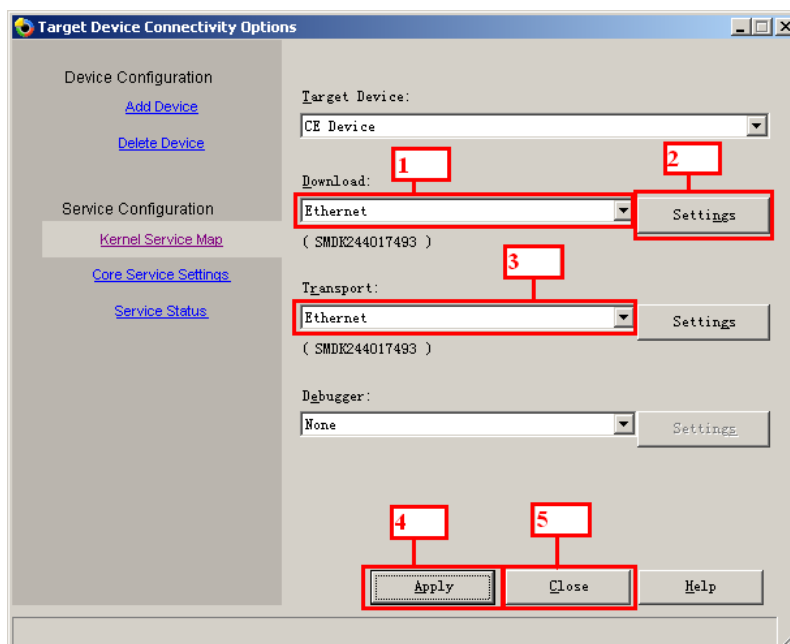 Target Device Connectivity Options
Device Configuration
Add Device
Delete Device
Service Configuration
Kernel Service Map
Core Service Settings
Service Status
Target Device:
CE Device
1
2
Download:
Ethernet
Settings
( SMDK244017493 )
3
Transport:
Ethernet
Settings
( SMDK244017493 )
Debugger:
None
Settings
4
5
Apply
Close
Help